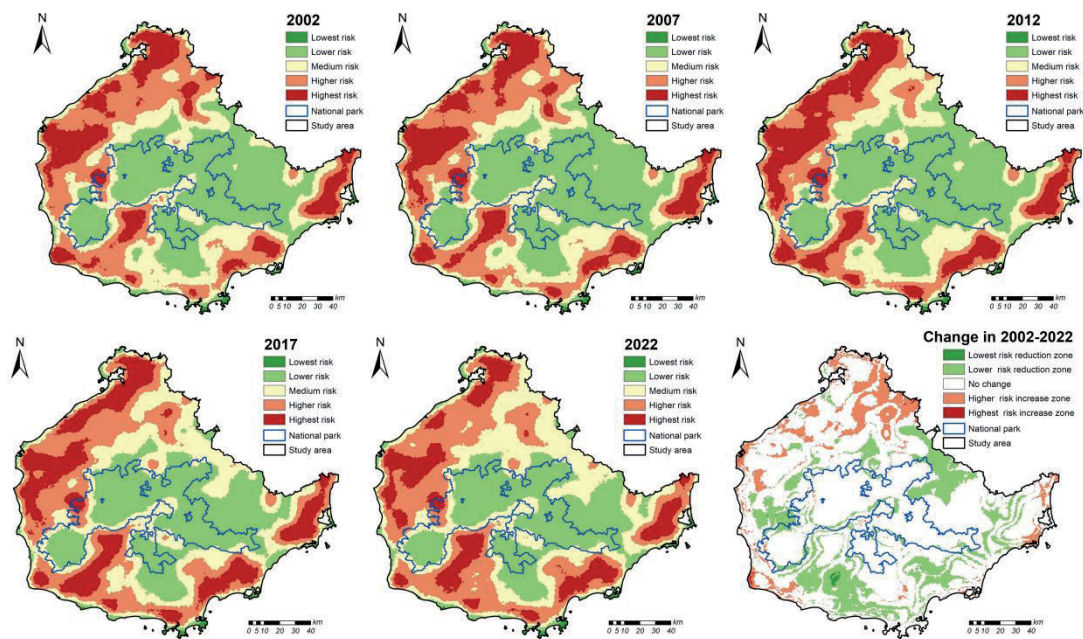 N
2002
Lowest risk
Lower risk
Medium risk
Higher risk
Highest risk
National park
Study area
km
0 5 10 20 30 40
N
2007
Lowest risk
Lower risk
Medium risk
Higher risk
Highest risk
National park
Study area
km
0 5 10 20 30 40
N
2012
Lowest risk
Lower risk
Medium risk
Higher risk
Highest risk
National park
Study area
km
0 5 10 20 30 40
N
2017
Lowest risk
Lower risk
Medium risk
Higher risk
Highest risk
National park
Study area
km
0 5 10 20 30 40
N
2022
Lowest risk
Lower risk
Medium risk
Higher risk
Highest risk
National park
Study area
km
0 5 10 20 30 40
N
Change in 2002-2022
Lowest risk reduction zone
Lower risk reduction zone
No change
Higher risk increase zone
Highest risk increase zone
National park
Study area
km
0 5 10 20 30 40